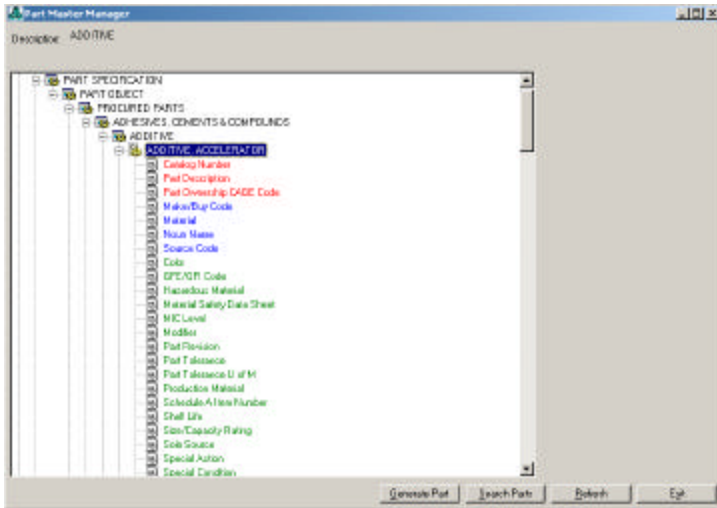 Part Master Manager
Description: ADDITIVE
PART SPECIFICATION
PART OBJECT
PROCURED PARTS
ADHESIVES, CEMENTS & COMPOUNDS
ADDITIVE
ADDITIVE, ACCELERATOR
Catalog Number
Part Description
Part Ownership CAGE Code
Make/Buy Code
Material
Noun Name
Source Code
Color
GFE/GFI Code
Hazardous Material
Material Safety Data Sheet
MIC Level
Modifier
Part Revision
Part Tolerance
Part Tolerance U of M
Production Material
Schedule A Item Number
Shelf Life
Size/Capacity Rating
Sole Source
Special Action
Special Condition
Generate Part Search Parts Refresh Exit